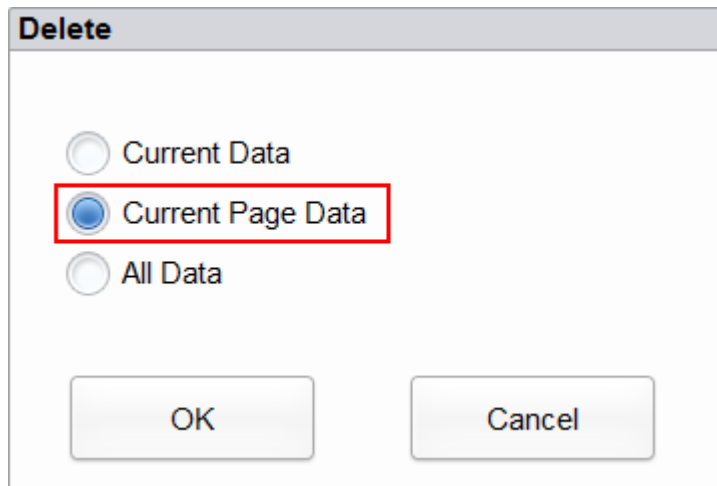 Delete
Current Data
Current Page Data
All Data
OK
Cancel